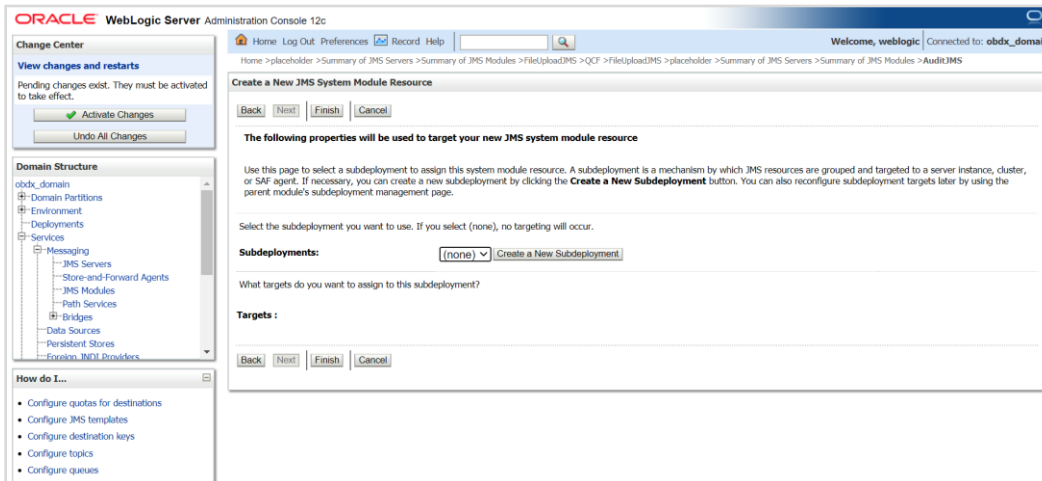 ORACLE WebLogic Server Administration Console 12c
Change Center
View changes and restarts
Pending changes exist. They must be activated
to take effect.
Activate Changes
Undo All Changes
Domain Structure
obdx_domain
Domain Partitions
Environment
Deployments
Services
Messaging
JMS Servers
Store-and-Forward Agents
JMS Modules
Path Services
Bridges
Data Sources
Persistent Stores
Foreign JNDI Providers
How do I...
Configure quotas for destinations
Configure JMS templates
Configure destination keys
Configure topics
Configure queues
Home Log Out Preferences Record Help
Welcome, weblogic Connected to: obdx_domai
Home >placeholder >Summary of JMS Servers >Summary of JMS Modules >FileUploadJMS >QCF >FileUploadJMS >placeholder >Summary of JMS Servers >Summary of JMS Modules >AuditJMS
Create a New JMS System Module Resource
Back Next Finish Cancel
The following properties will be used to target your new JMS system module resource
Use this page to select a subdeployment to assign this system module resource. A subdeployment is a mechanism by which JMS resources are grouped and targeted to a server instance, cluster,
or SAF agent. If necessary, you can create a new subdeployment by clicking the Create a New Subdeployment button. You can also reconfigure subdeployment targets later by using the
parent module's subdeployment management page.
Select the subdeployment you want to use. If you select (none), no targeting will occur.
Subdeployments: (none) Create a New Subdeployment
What targets do you want to assign to this subdeployment?
Targets :
Back Next Finish Cancel